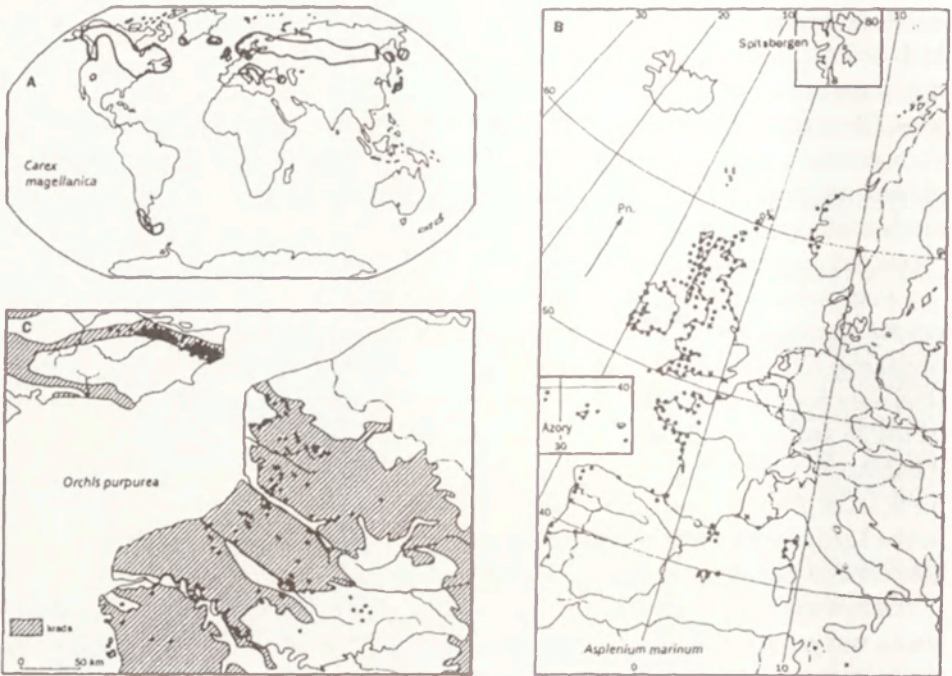 A
Carex
magellanica
C
Orchis purpurea
kreda
0 50 km
30 20 10 0 10
B
Spitsbergen
80
60
Pn.
50
40
Azory
30
40
Asplenium marinum
0
10